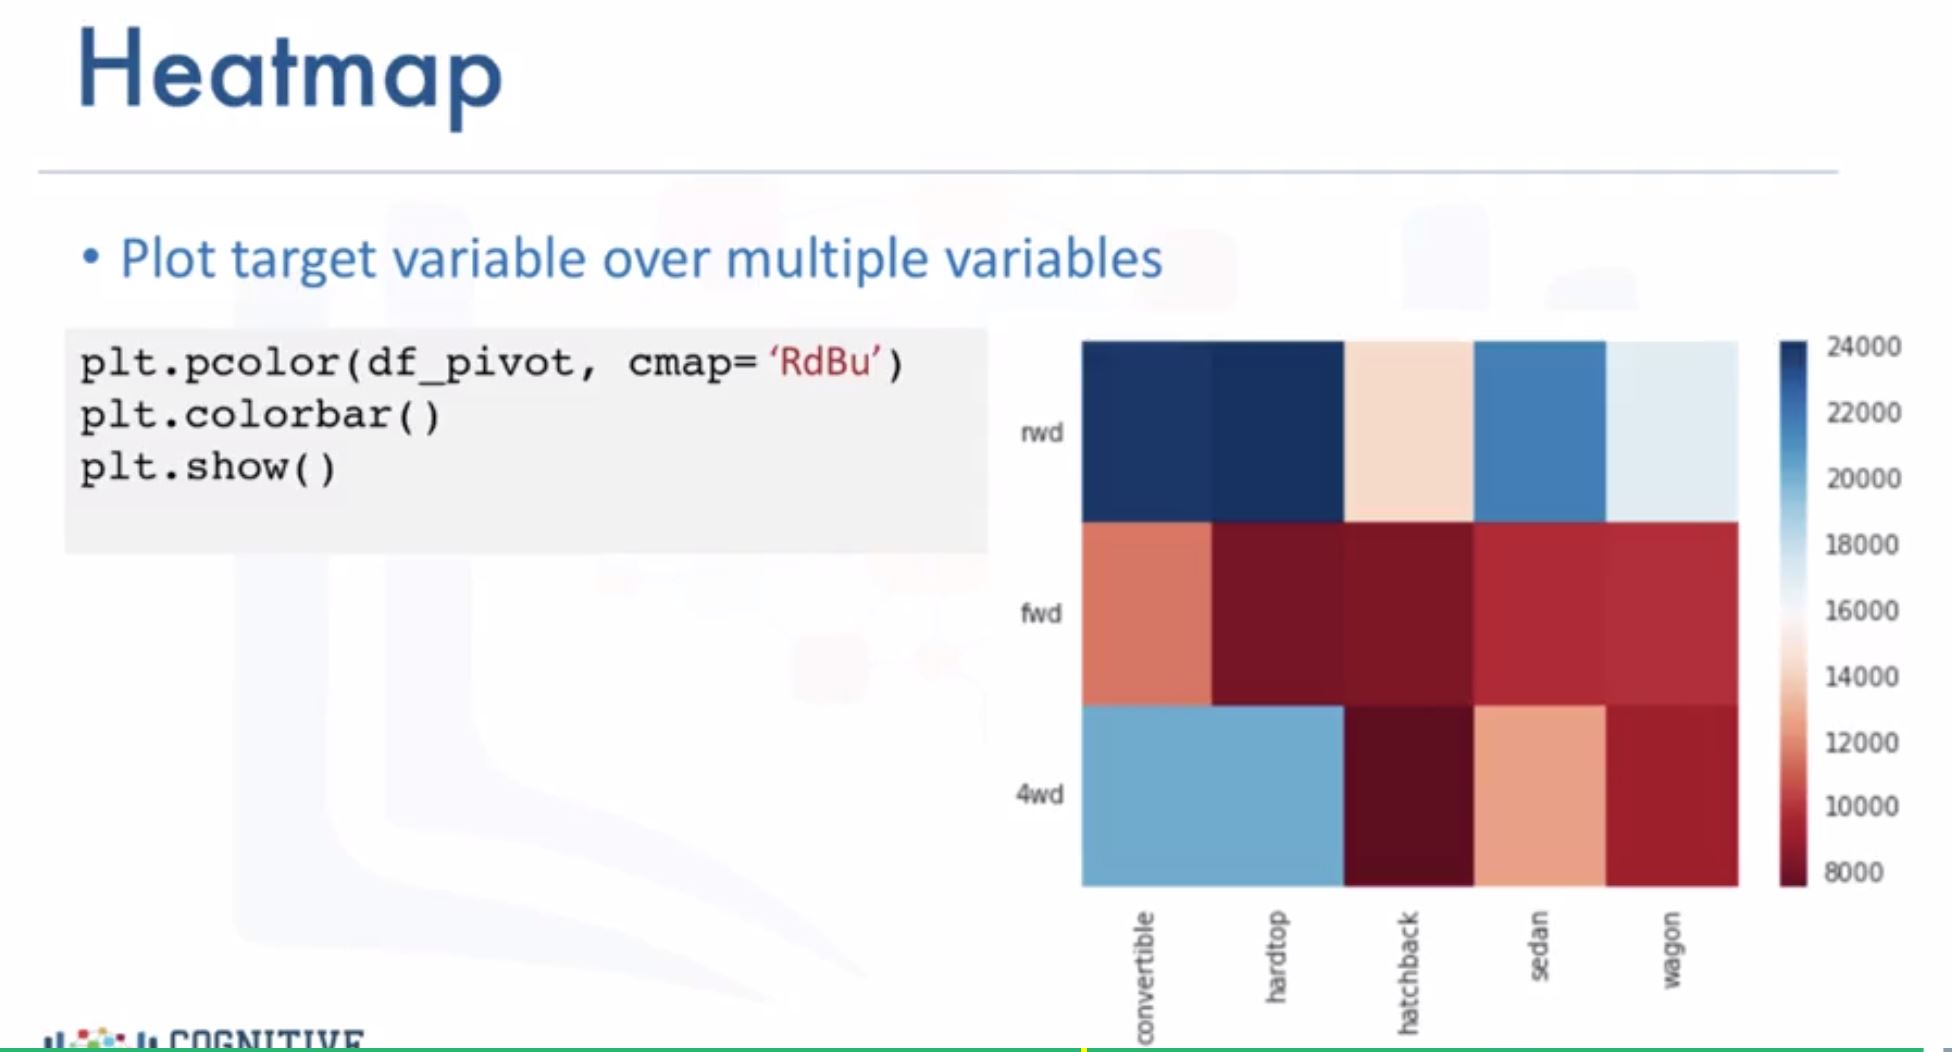 Heatmap
• Plot target variable over multiple variables
plt.pcolor(df_pivot, cmap=‘RdBu’)
plt.colorbar()
plt.show()
rwd
fwd
4wd
convertible
hardtop
hatchback
sedan
wagon
24000
22000
20000
18000
16000
14000
12000
10000
8000
COGNITIVE